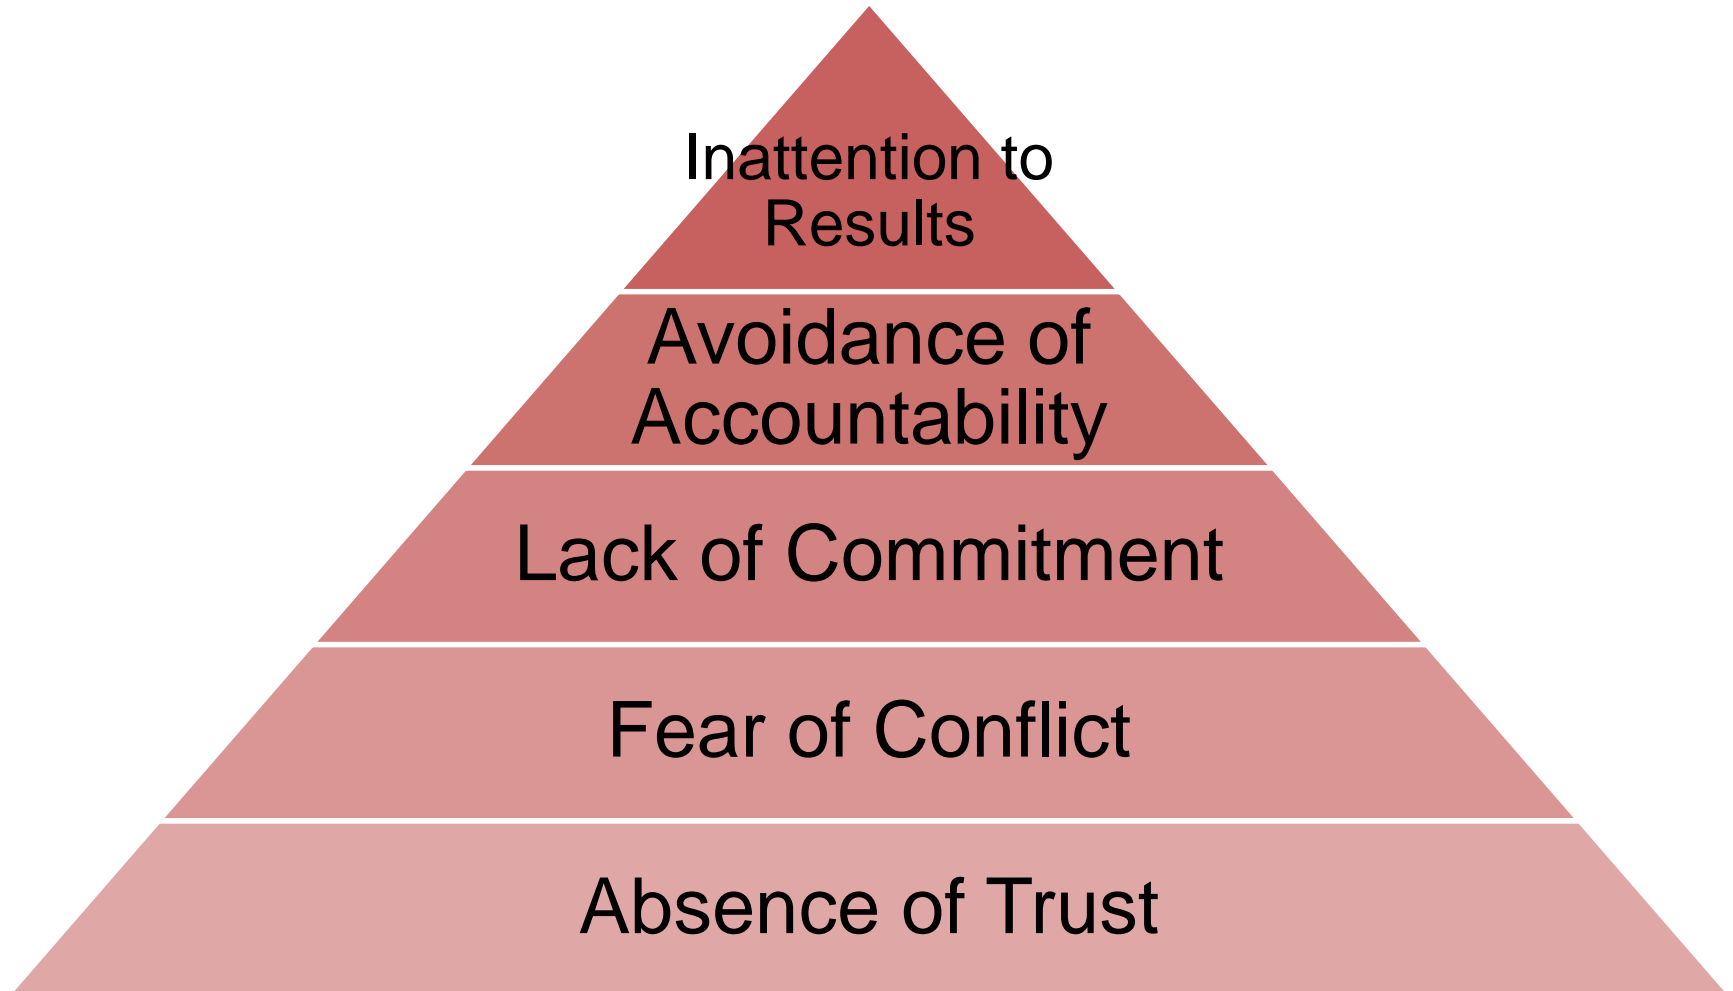 Inattention to
Results
Avoidance of
Accountability
Lack of Commitment
Fear of Conflict
Absence of Trust